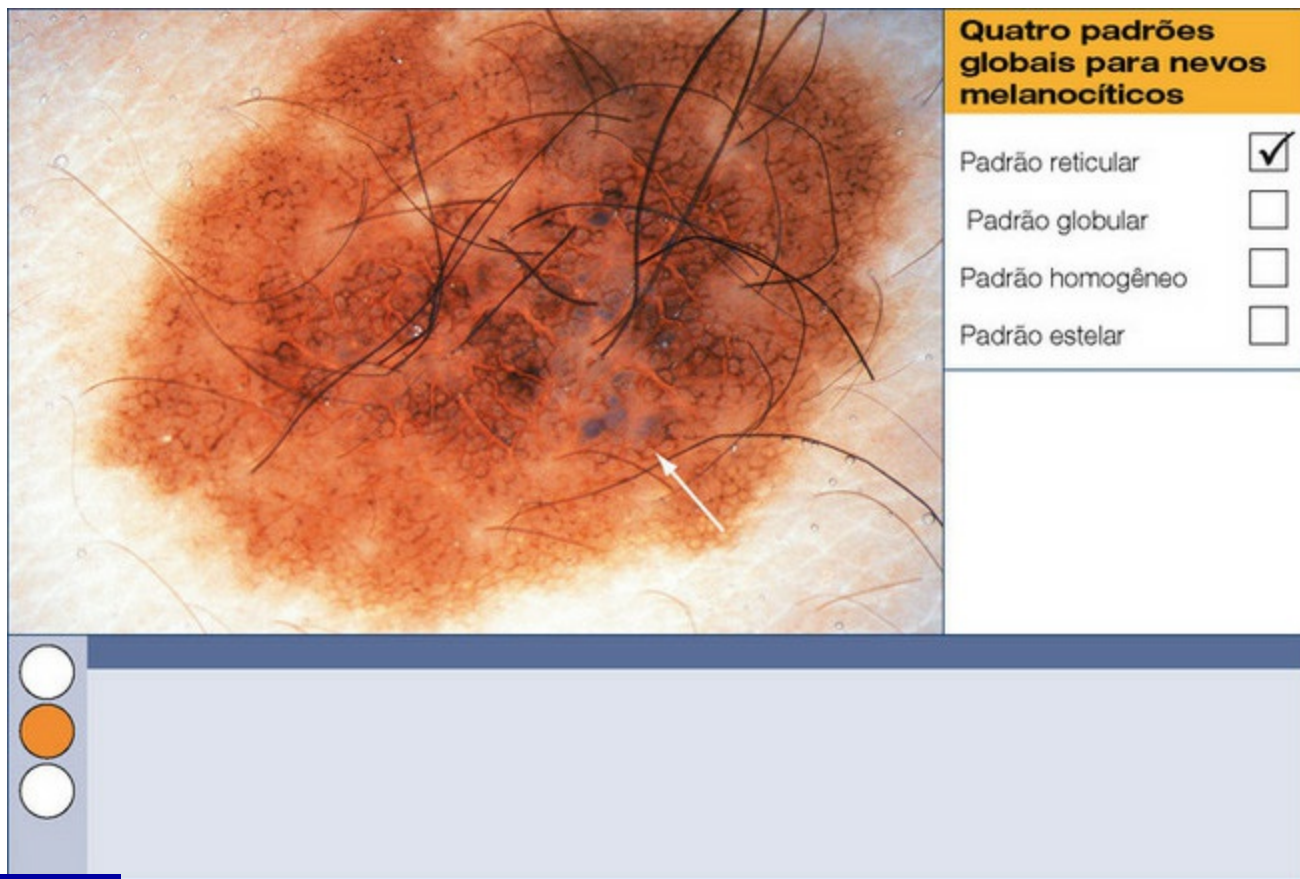 Quatro padrões
globais para nevos
melanocíticos
Padrão reticular
Padrão globular
Padrão homogêneo
Padrão estelar